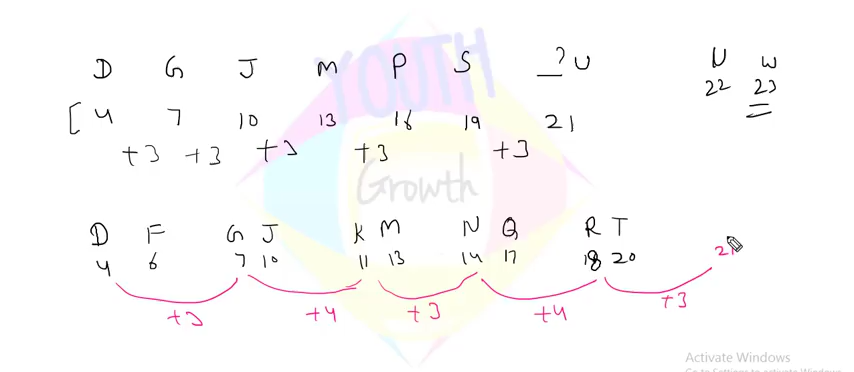 YOUTH
D G J M P S _? U N W
[ 4 7 10 13 16 19 21 22 23
+3 +3 +3 +3 +3
Growth
D F G J K M N Q R T
4 6 7 10 11 13 14 17 18 20 21
+3 +4 +3 +4 +3
Activate Windows